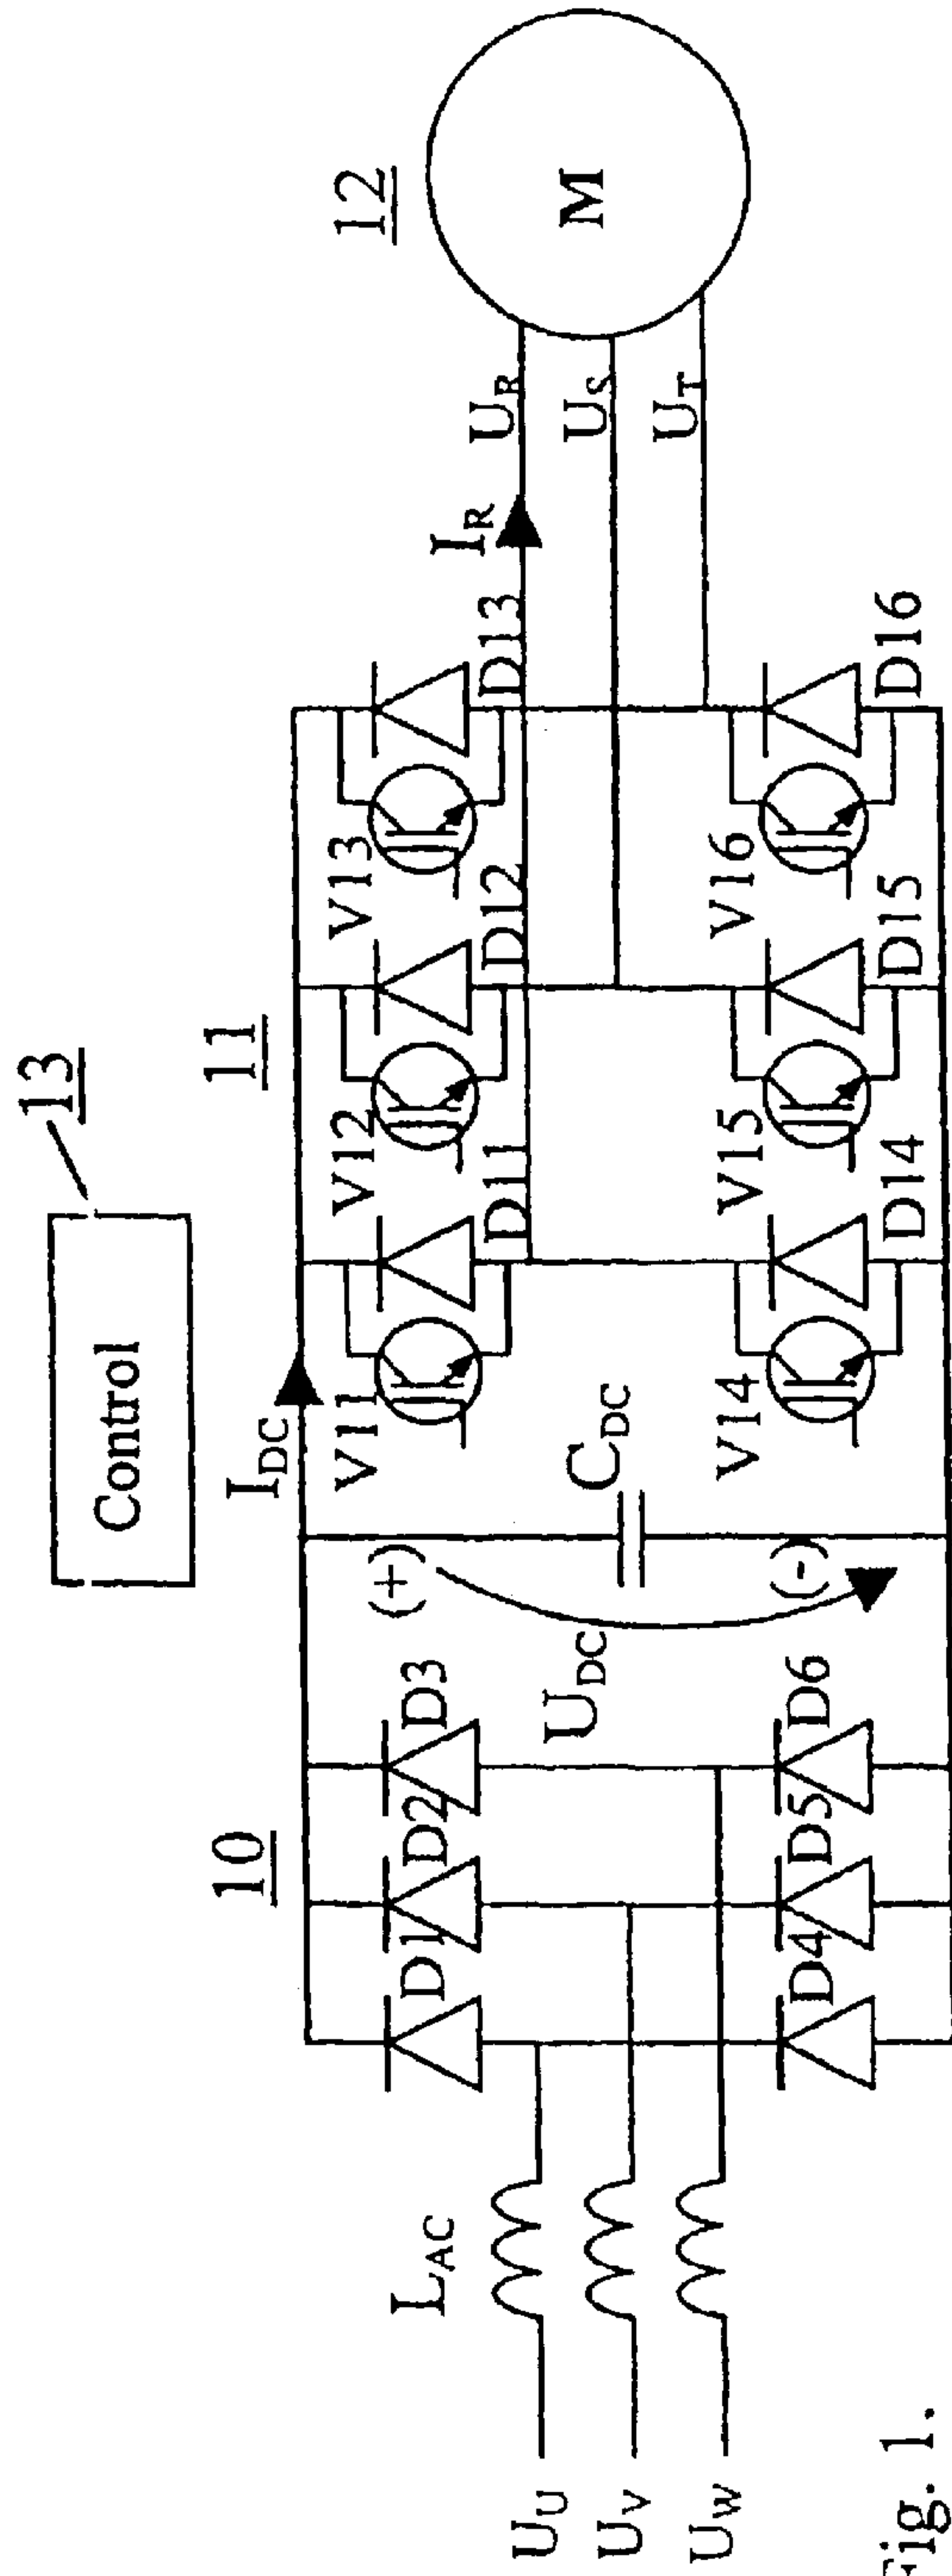 13
Control
10
11
12
I_DC
D1
D2
D3
(+)
V11
D11
V12
D12
V13
D13
I_R
U_R
U_S
U_T
M
L_AC
U_U
U_V
U_W
U_DC
C_DC
D4
D5
D6
(-)
V14
D14
V15
D15
V16
D16
Fig. 1.